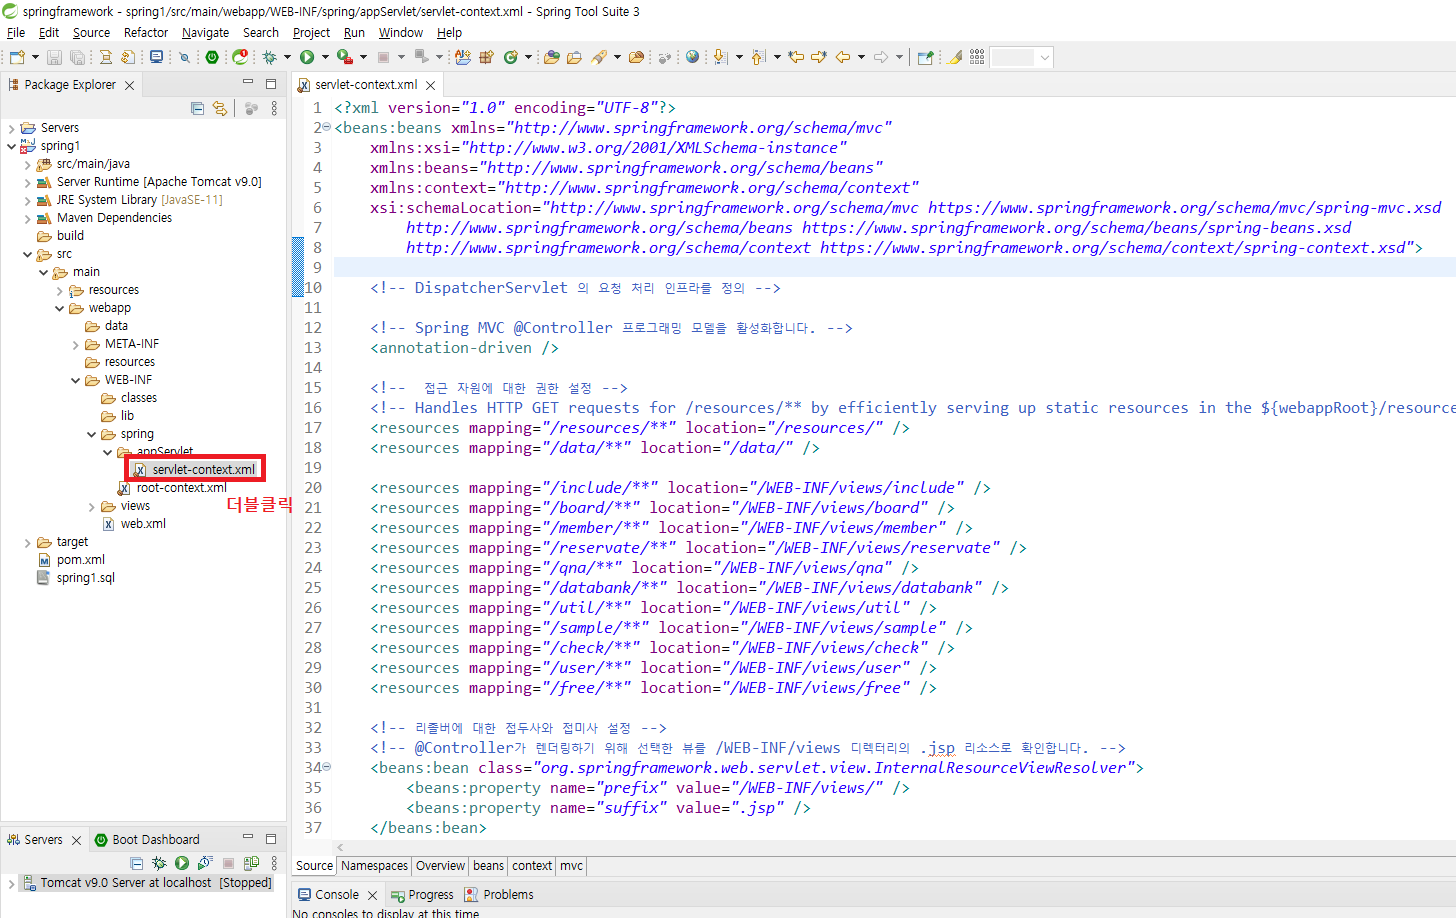 springframework - spring1/src/main/webapp/WEB-INF/spring/appServlet/servlet-context.xml - Spring Tool Suite 3
File Edit Source Refactor Navigate Search Project Run Window Help
Package Explorer
Servers
spring1
src/main/java
Server Runtime [Apache Tomcat v9.0]
JRE System Library [JavaSE-11]
Maven Dependencies
build
src
main
resources
webapp
data
META-INF
resources
WEB-INF
classes
lib
spring
appServlet
servlet-context.xml
root-context.xml
더블클릭
views
web.xml
target
pom.xml
spring1.sql
servlet-context.xml
1 <?xml version="1.0" encoding="UTF-8"?>
2 <beans:beans xmlns="http://www.springframework.org/schema/mvc"
3 xmlns:xsi="http://www.w3.org/2001/XMLSchema-instance"
4 xmlns:beans="http://www.springframework.org/schema/beans"
5 xmlns:context="http://www.springframework.org/schema/context"
6 xsi:schemaLocation="http://www.springframework.org/schema/mvc https://www.springframework.org/schema/mvc/spring-mvc.xsd
7 http://www.springframework.org/schema/beans https://www.springframework.org/schema/beans/spring-beans.xsd
8 http://www.springframework.org/schema/context https://www.springframework.org/schema/context/spring-context.xsd">
9
10 <!-- DispatcherServlet 의 요청 처리 인프라를 정의 -->
11
12 <!-- Spring MVC @Controller 프로그래밍 모델을 활성화합니다. -->
13 <annotation-driven />
14
15 <!-- 접근 자원에 대한 권한 설정 -->
16 <!-- Handles HTTP GET requests for /resources/** by efficiently serving up static resources in the ${webappRoot}/resource
17 <resources mapping="/resources/**" location="/resources/" />
18 <resources mapping="/data/**" location="/data/" />
19
20 <resources mapping="/include/**" location="/WEB-INF/views/include" />
21 <resources mapping="/board/**" location="/WEB-INF/views/board" />
22 <resources mapping="/member/**" location="/WEB-INF/views/member" />
23 <resources mapping="/reservate/**" location="/WEB-INF/views/reservate" />
24 <resources mapping="/qna/**" location="/WEB-INF/views/qna" />
25 <resources mapping="/databank/**" location="/WEB-INF/views/databank" />
26 <resources mapping="/util/**" location="/WEB-INF/views/util" />
27 <resources mapping="/sample/**" location="/WEB-INF/views/sample" />
28 <resources mapping="/check/**" location="/WEB-INF/views/check" />
29 <resources mapping="/user/**" location="/WEB-INF/views/user" />
30 <resources mapping="/free/**" location="/WEB-INF/views/free" />
31
32 <!-- 리졸버에 대한 접두사와 접미사 설정 -->
33 <!-- @Controller가 렌더링하기 위해 선택한 뷰를 /WEB-INF/views 디렉터리의 .jsp 리소스로 확인합니다. -->
34 <beans:bean class="org.springframework.web.servlet.view.InternalResourceViewResolver">
35 <beans:property name="prefix" value="/WEB-INF/views/" />
36 <beans:property name="suffix" value=".jsp" />
37 </beans:bean>
Source Namespaces Overview beans context mvc
Servers Boot Dashboard
Tomcat v9.0 Server at localhost [Stopped]
Console Progress Problems
No consoles to display at this time